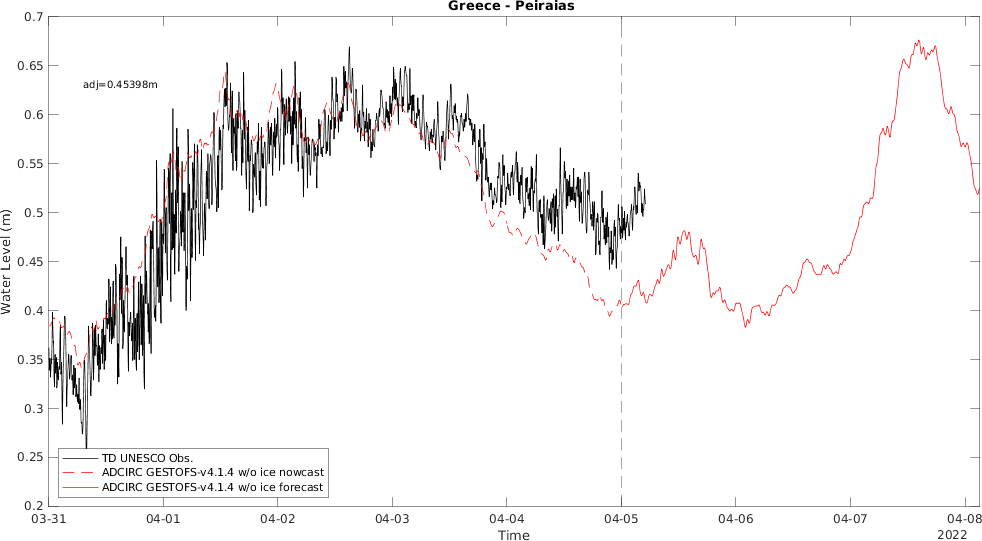 Greece - Peiraias
0.7
0.65
0.6
0.55
0.5
0.45
0.4
0.35
0.3
0.25
0.2
Water Level (m)
adj=0.45398m
TD UNESCO Obs.
ADCIRC GESTOFS-v4.1.4 w/o ice nowcast
ADCIRC GESTOFS-v4.1.4 w/o ice forecast
03-31 04-01 04-02 04-03 04-04 04-05 04-06 04-07 04-08
Time
2022